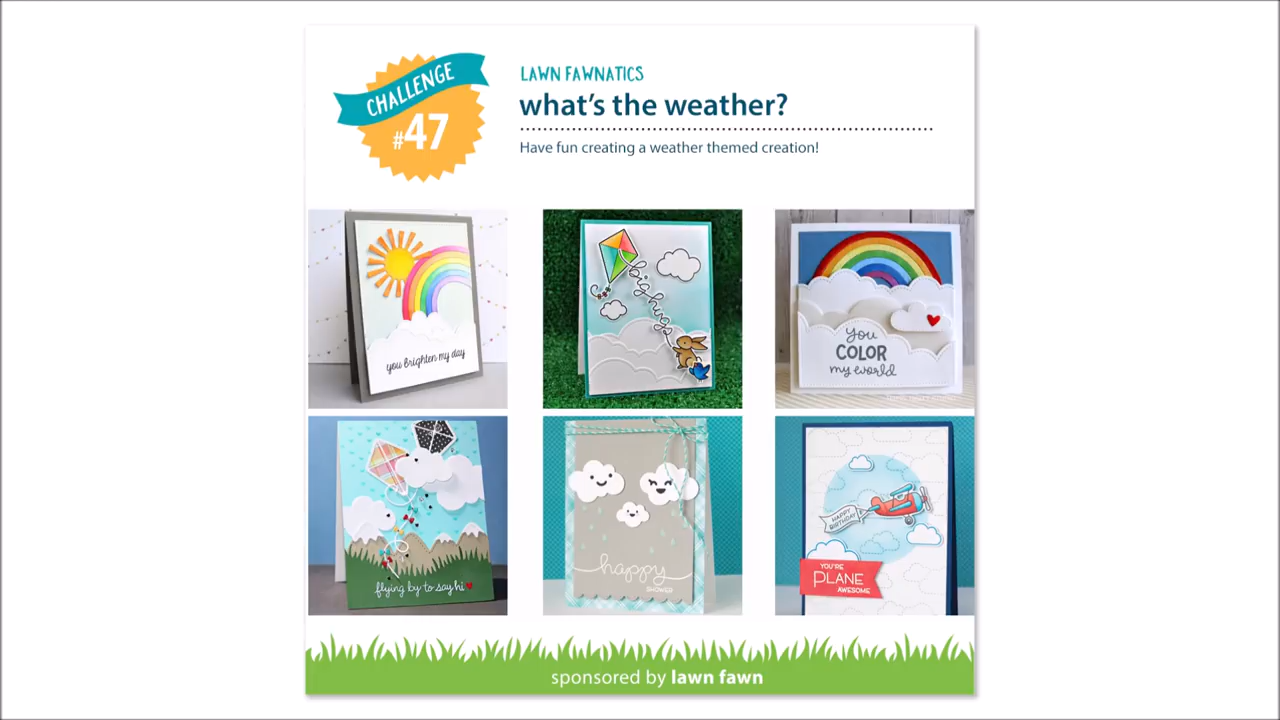 CHALLENGE
#47
LAWN FAWNATICS
what's the weather?
Have fun creating a weather themed creation!
you brighten my day
big hugs
you
COLOR
my world
flying by to say hi
happy
SHOWER
HAPPY
BIRTHDAY
YOU'RE
PLANE
AWESOME
sponsored by lawn fawn